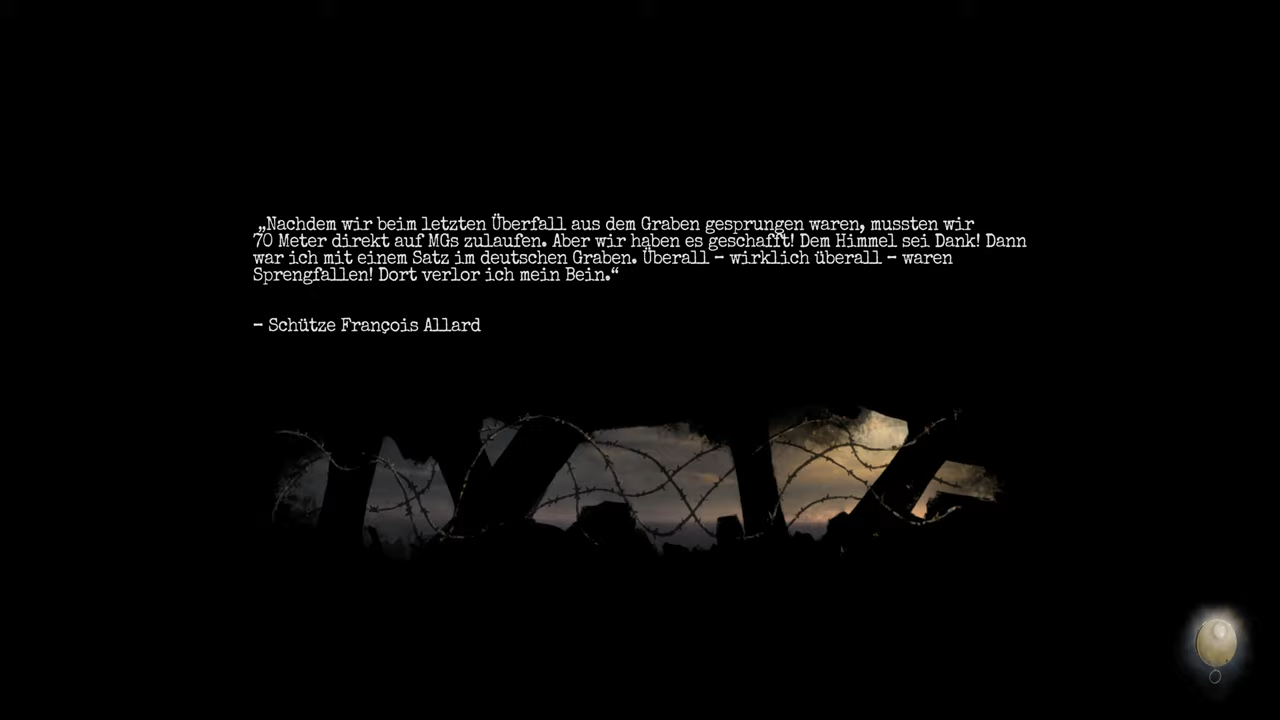 „Nachdem wir beim letzten Überfall aus dem Graben gesprungen waren, mussten wir
70 Meter direkt auf MGs zulaufen. Aber wir haben es geschafft! Dem Himmel sei Dank! Dann
war ich mit einem Satz im deutschen Graben. Überall – wirklich überall – waren
Sprengfallen! Dort verlor ich mein Bein.“
– Schütze François Allard